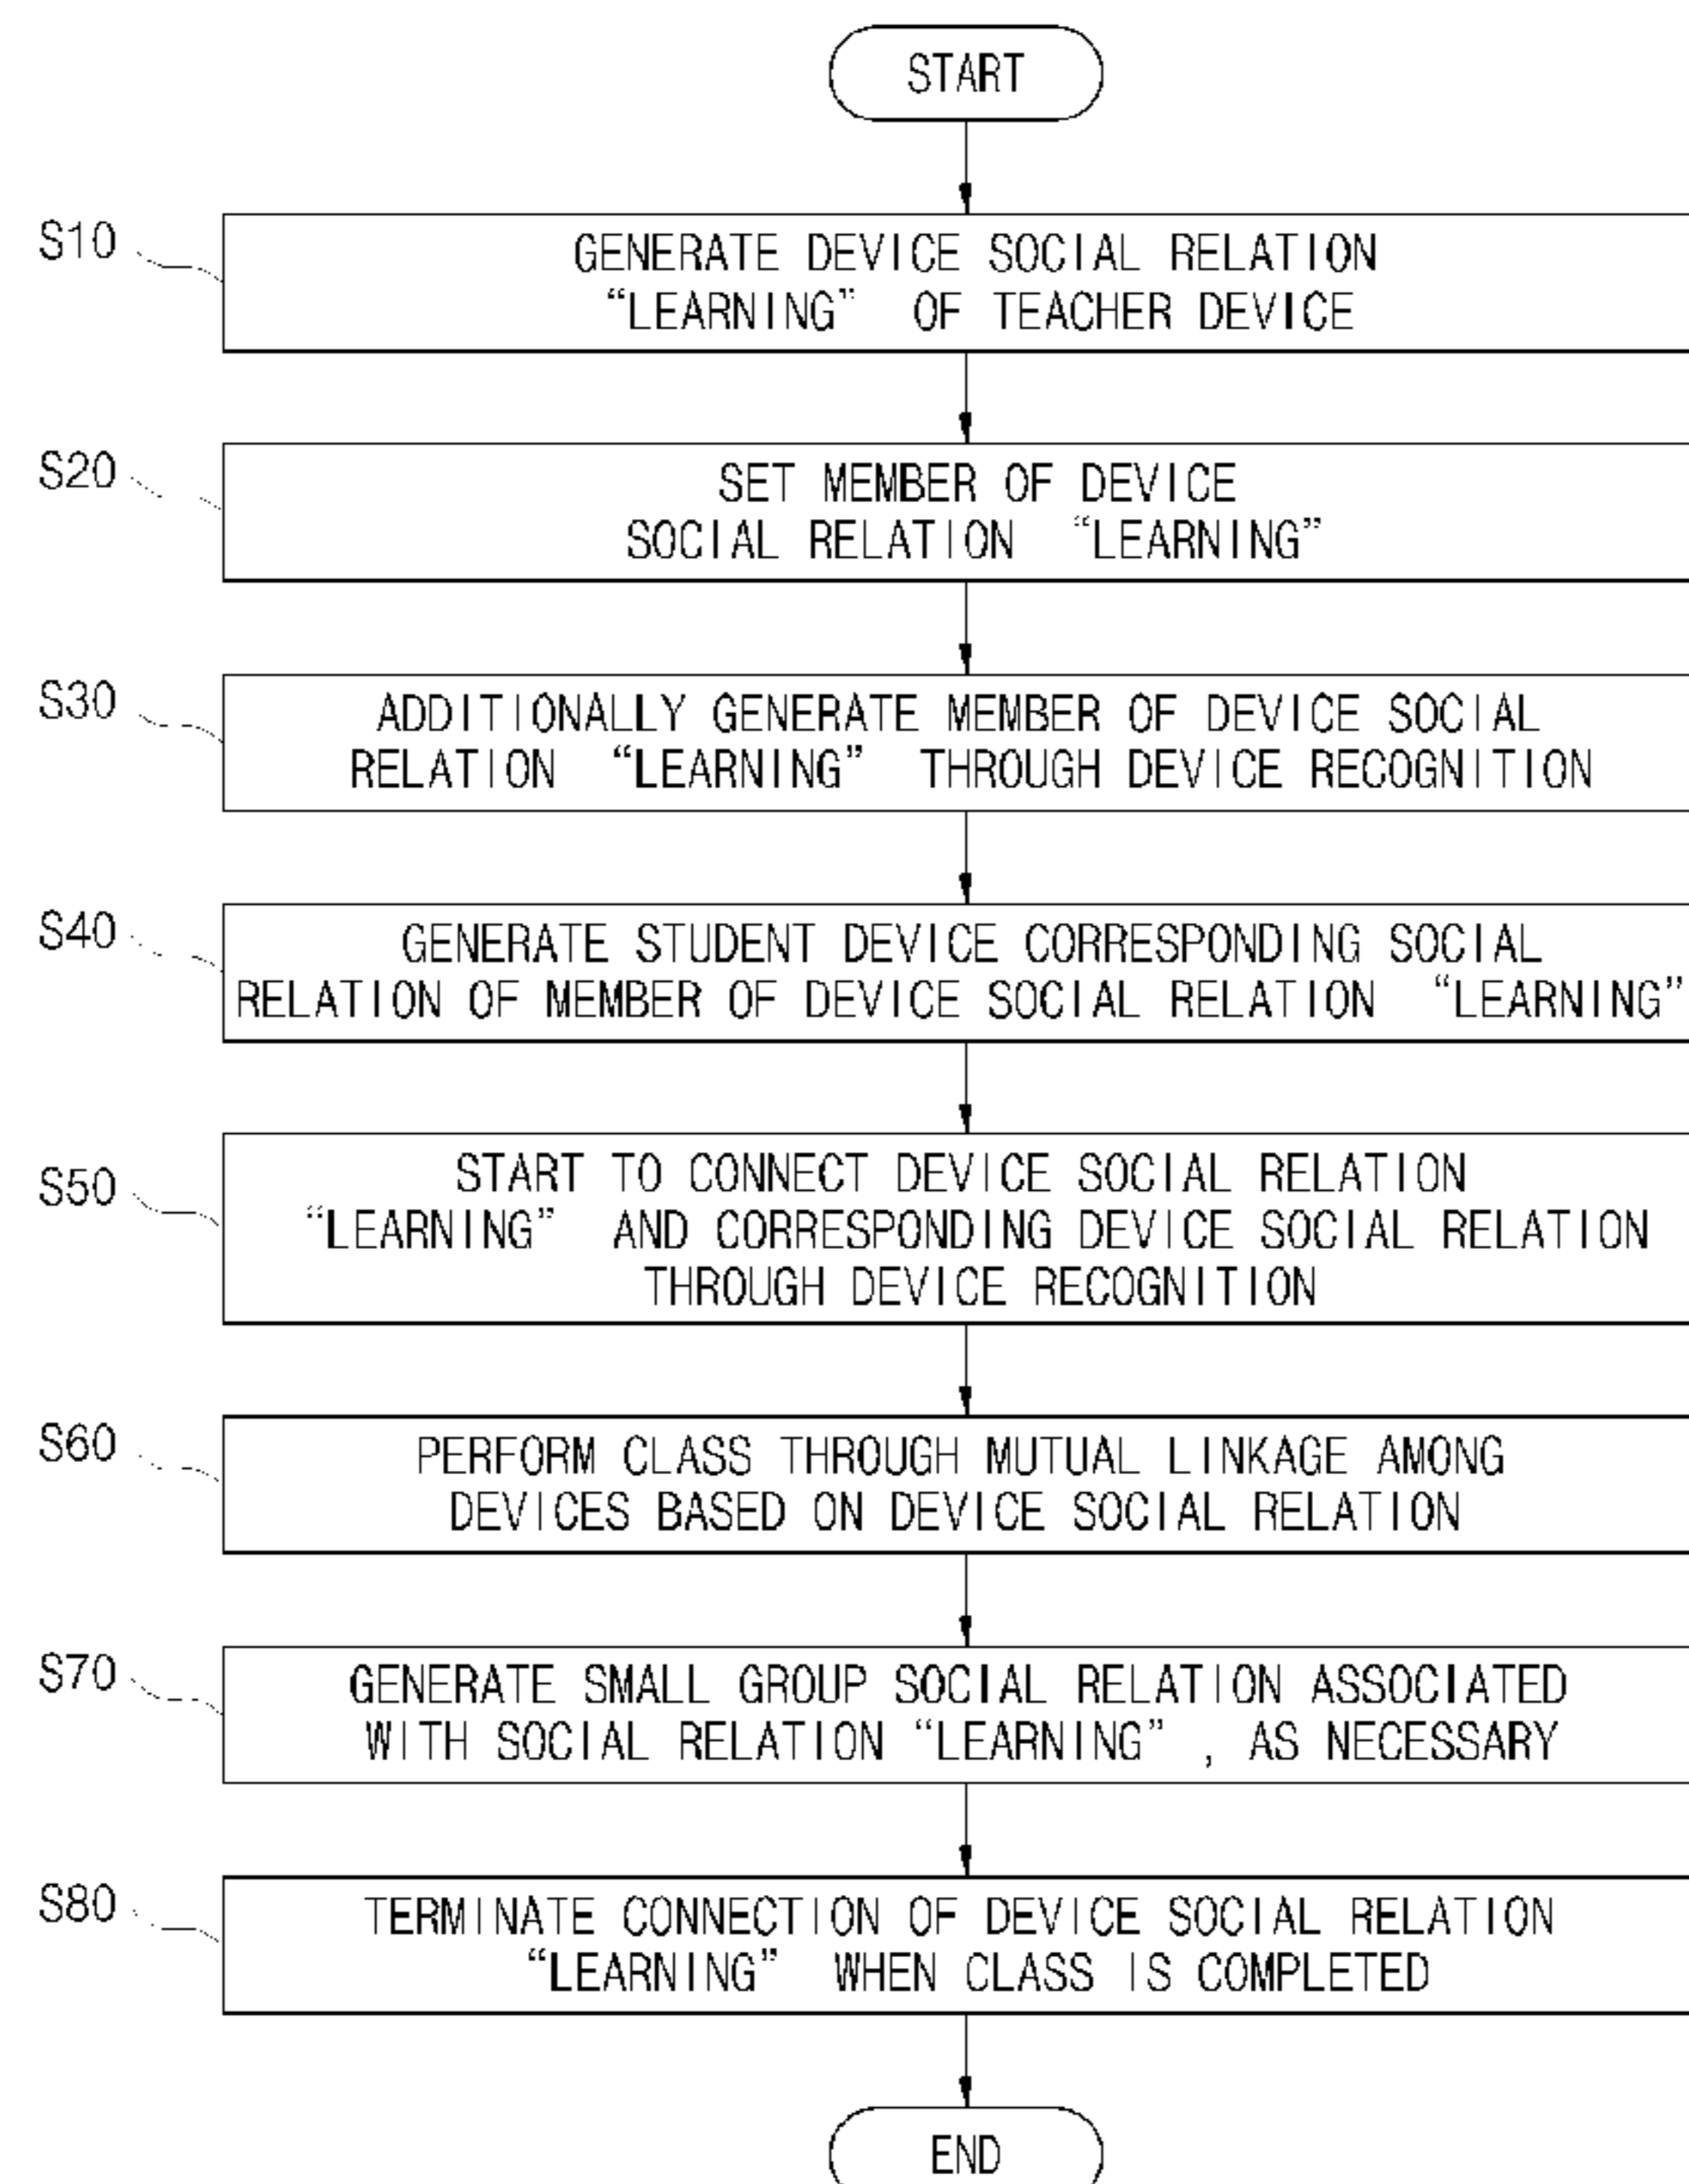 START
S10
GENERATE DEVICE SOCIAL RELATION
“LEARNING” OF TEACHER DEVICE
S20
SET MEMBER OF DEVICE
SOCIAL RELATION “LEARNING”
S30
ADDITIONALLY GENERATE MEMBER OF DEVICE SOCIAL
RELATION “LEARNING” THROUGH DEVICE RECOGNITION
S40
GENERATE STUDENT DEVICE CORRESPONDING SOCIAL
RELATION OF MEMBER OF DEVICE SOCIAL RELATION “LEARNING”
S50
START TO CONNECT DEVICE SOCIAL RELATION
“LEARNING” AND CORRESPONDING DEVICE SOCIAL RELATION
THROUGH DEVICE RECOGNITION
S60
PERFORM CLASS THROUGH MUTUAL LINKAGE AMONG
DEVICES BASED ON DEVICE SOCIAL RELATION
S70
GENERATE SMALL GROUP SOCIAL RELATION ASSOCIATED
WITH SOCIAL RELATION “LEARNING”, AS NECESSARY
S80
TERMINATE CONNECTION OF DEVICE SOCIAL RELATION
“LEARNING” WHEN CLASS IS COMPLETED
END